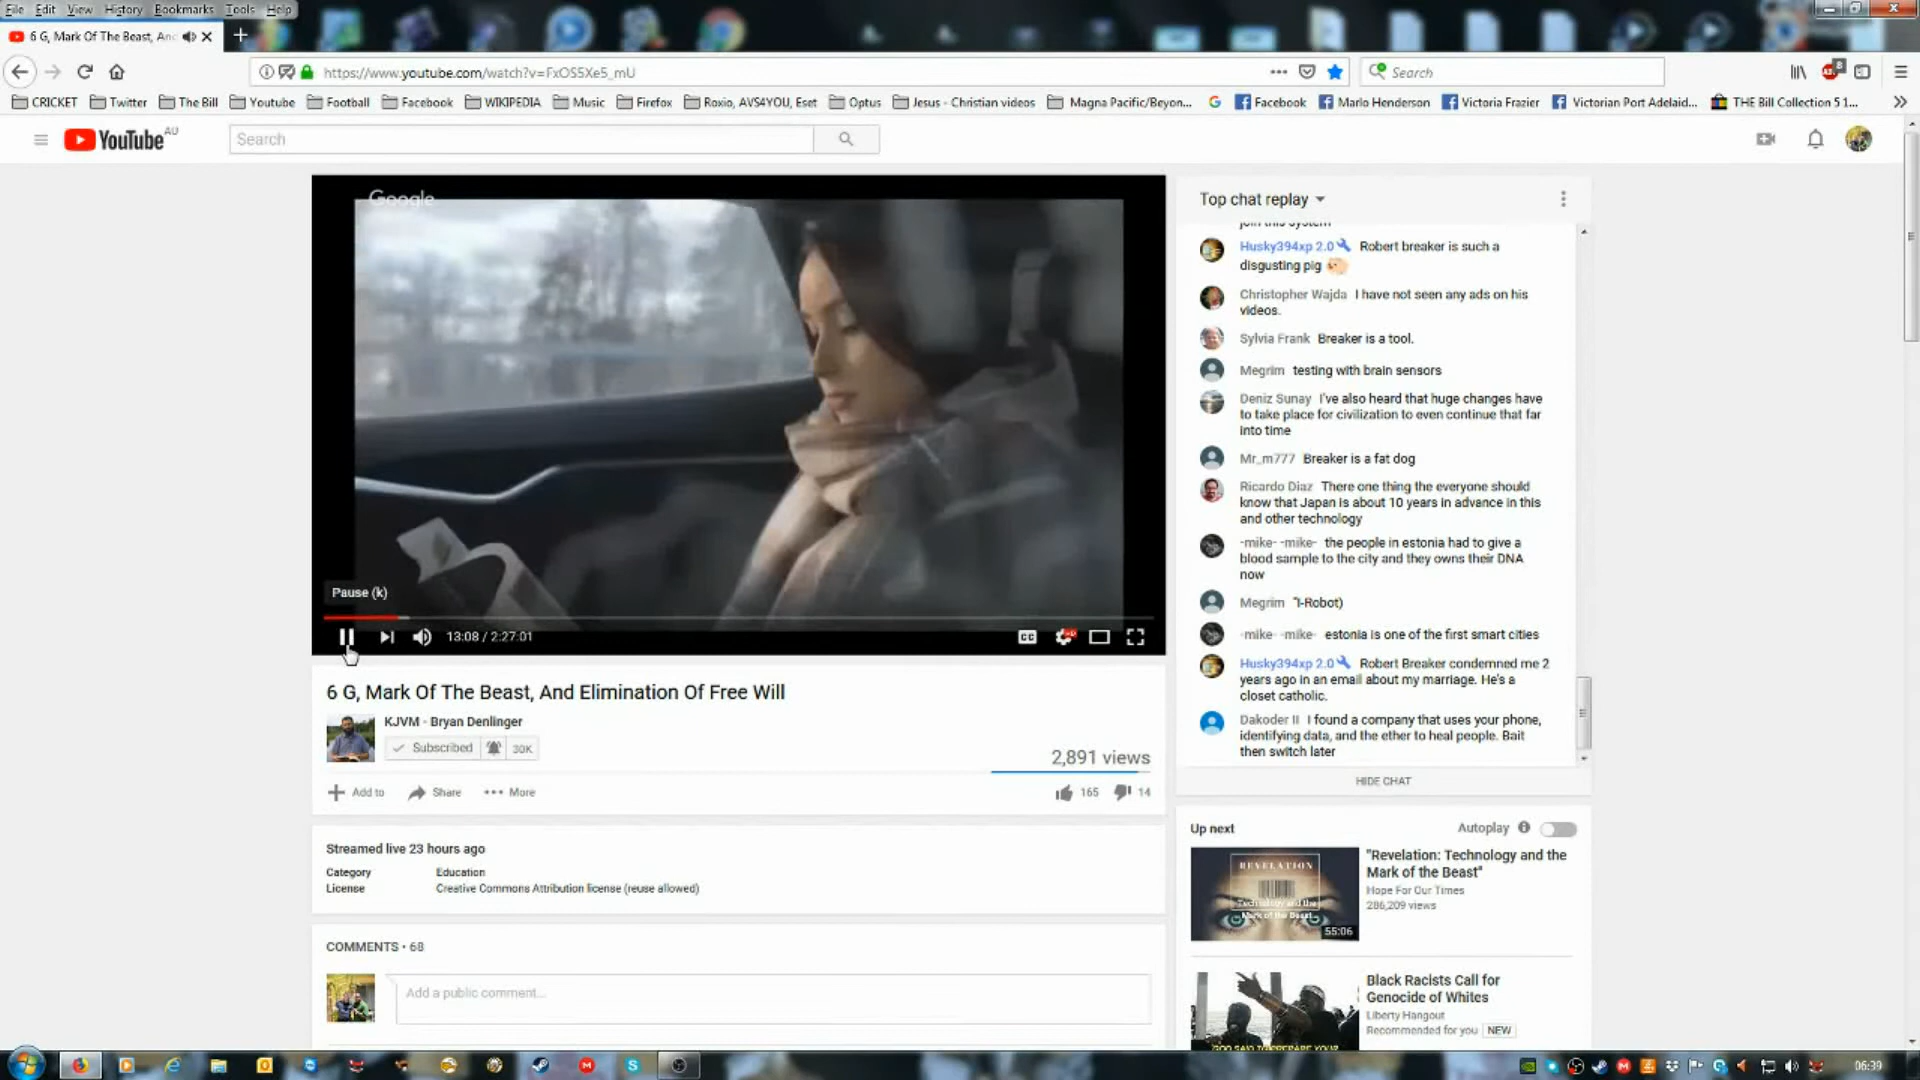 File Edit View History Bookmarks Tools Help
6 G, Mark Of The Beast, And
https://www.youtube.com/watch?v=FxOS5Xe5_mU
Search
CRICKET Twitter The Bill Youtube Football Facebook WIKIPEDIA Music Firefox Roxio, AVS4YOU, Eset Optus Jesus - Christian videos Magna Pacific/Beyon... Facebook Marlo Henderson Victoria Frazier Victorian Port Adelaid... THE Bill Collection 5 1...
YouTube AU
Search
Google
Pause (k)
13:08 / 2:27:01
CC
6 G, Mark Of The Beast, And Elimination Of Free Will
KJVM - Bryan Denlinger
Subscribed 30K
2,891 views
Add to Share More
165 14
Streamed live 23 hours ago
Category Education
License Creative Commons Attribution license (reuse allowed)
COMMENTS • 68
Add a public comment...
Top chat replay
join this system
Husky394xp 2.0 Robert breaker is such a
disgusting pig
Christopher Wajda I have not seen any ads on his
videos.
Sylvia Frank Breaker is a tool.
Megrim testing with brain sensors
Deniz Sunay I've also heard that huge changes have
to take place for civilization to even continue that far
into time
Mr_m777 Breaker is a fat dog
Ricardo Diaz There one thing the everyone should
know that Japan is about 10 years in advance in this
and other technology
-mike- -mike- the people in estonia had to give a
blood sample to the city and they owns their DNA
now
Megrim "I-Robot)
-mike- -mike- estonia is one of the first smart cities
Husky394xp 2.0 Robert Breaker condemned me 2
years ago in an email about my marriage. He's a
closet catholic.
Dakoder II I found a company that uses your phone,
identifying data, and the ether to heal people. Bait
then switch later
HIDE CHAT
Up next
Autoplay
REVELATION
Technology and the
Mark of the Beast
55:06
"Revelation: Technology and the
Mark of the Beast"
Hope For Our Times
286,209 views
Black Racists Call for
Genocide of Whites
Liberty Hangout
Recommended for you NEW
06:39